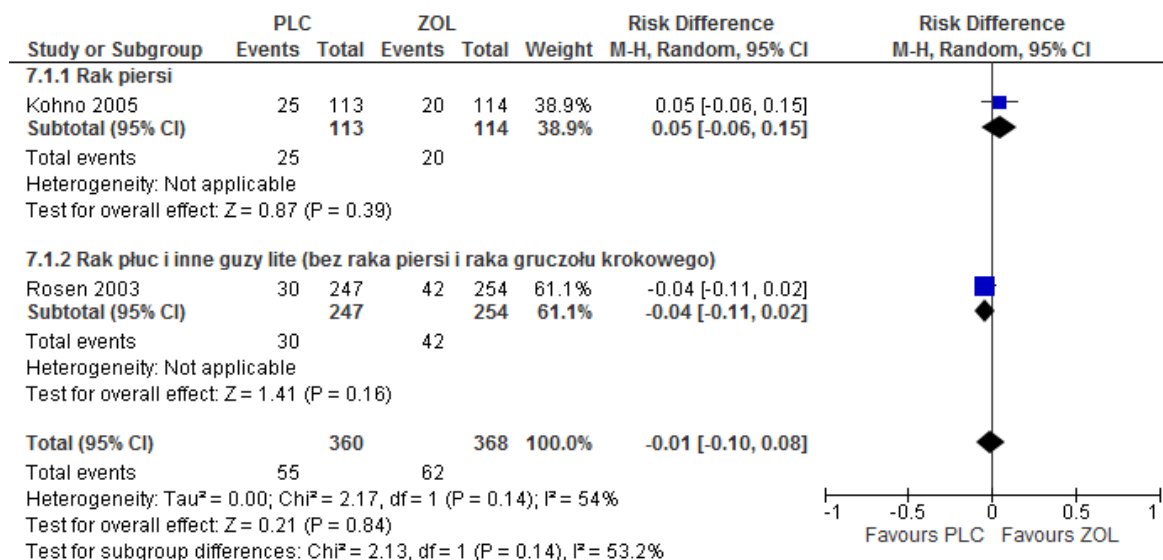 PLC ZOL Risk Difference Risk Difference
Study or Subgroup Events Total Events Total Weight M-H, Random, 95% CI M-H, Random, 95% CI
7.1.1 Rak piersi
Kohno 2005 25 113 20 114 38.9% 0.05 [-0.06, 0.15]
Subtotal (95% CI) 113 114 38.9% 0.05 [-0.06, 0.15]
Total events 25 20
Heterogeneity: Not applicable
Test for overall effect: Z = 0.87 (P = 0.39)
7.1.2 Rak płuc i inne guzy lite (bez raka piersi i raka gruczołu krokowego)
Rosen 2003 30 247 42 254 61.1% -0.04 [-0.11, 0.02]
Subtotal (95% CI) 247 254 61.1% -0.04 [-0.11, 0.02]
Total events 30 42
Heterogeneity: Not applicable
Test for overall effect: Z = 1.41 (P = 0.16)
Total (95% CI) 360 368 100.0% -0.01 [-0.10, 0.08]
Total events 55 62
Heterogeneity: Tau² = 0.00; Chi² = 2.17, df = 1 (P = 0.14); I² = 54%
Test for overall effect: Z = 0.21 (P = 0.84)
Test for subgroup differences: Chi² = 2.13, df = 1 (P = 0.14), I² = 53.2%
-1 -0.5 0 0.5 1
Favours PLC Favours ZOL